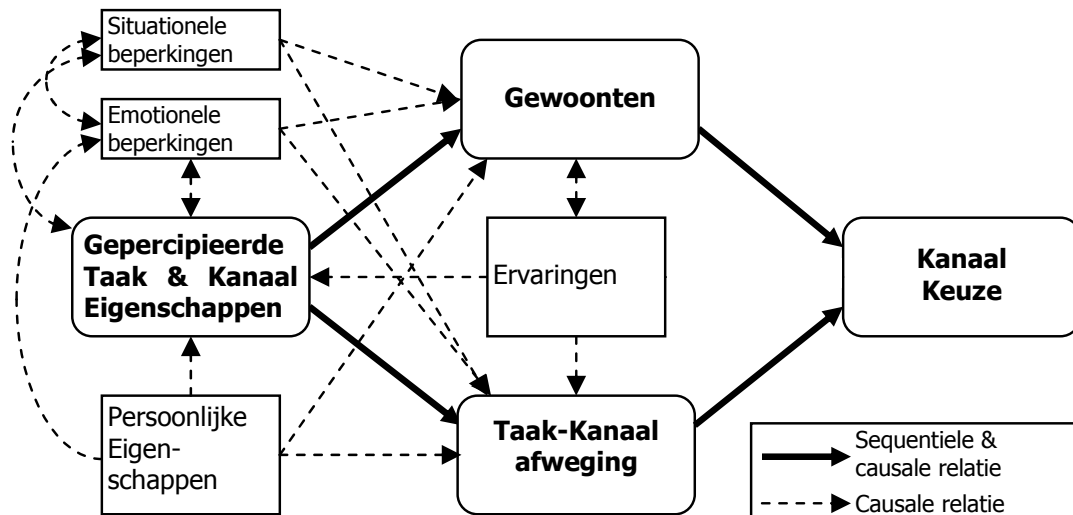 Situationele
beperkingen
Emotionele
beperkingen
Gewoonten
Gepercipieerde
Taak & Kanaal
Eigenschappen
Ervaringen
Kanaal
Keuze
Persoonlijke
Eigen-
schappen
Taak-Kanaal
afweging
Sequentiele &
causale relatie
Causale relatie